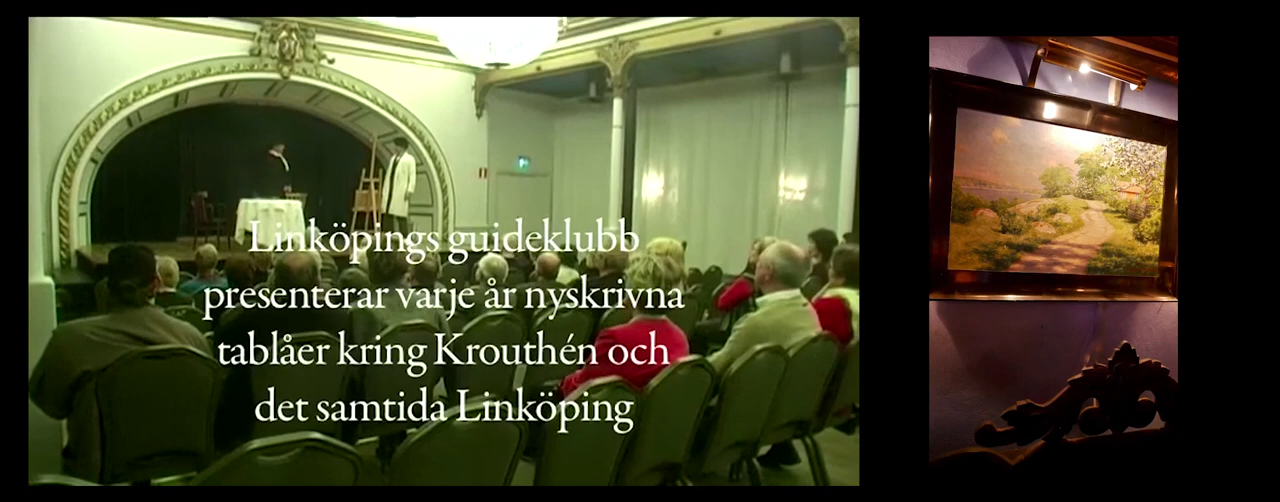 Linköpings guideklubb
presenterar varje år nyskrivna
tablåer kring Krouthén och
det samtida Linköping